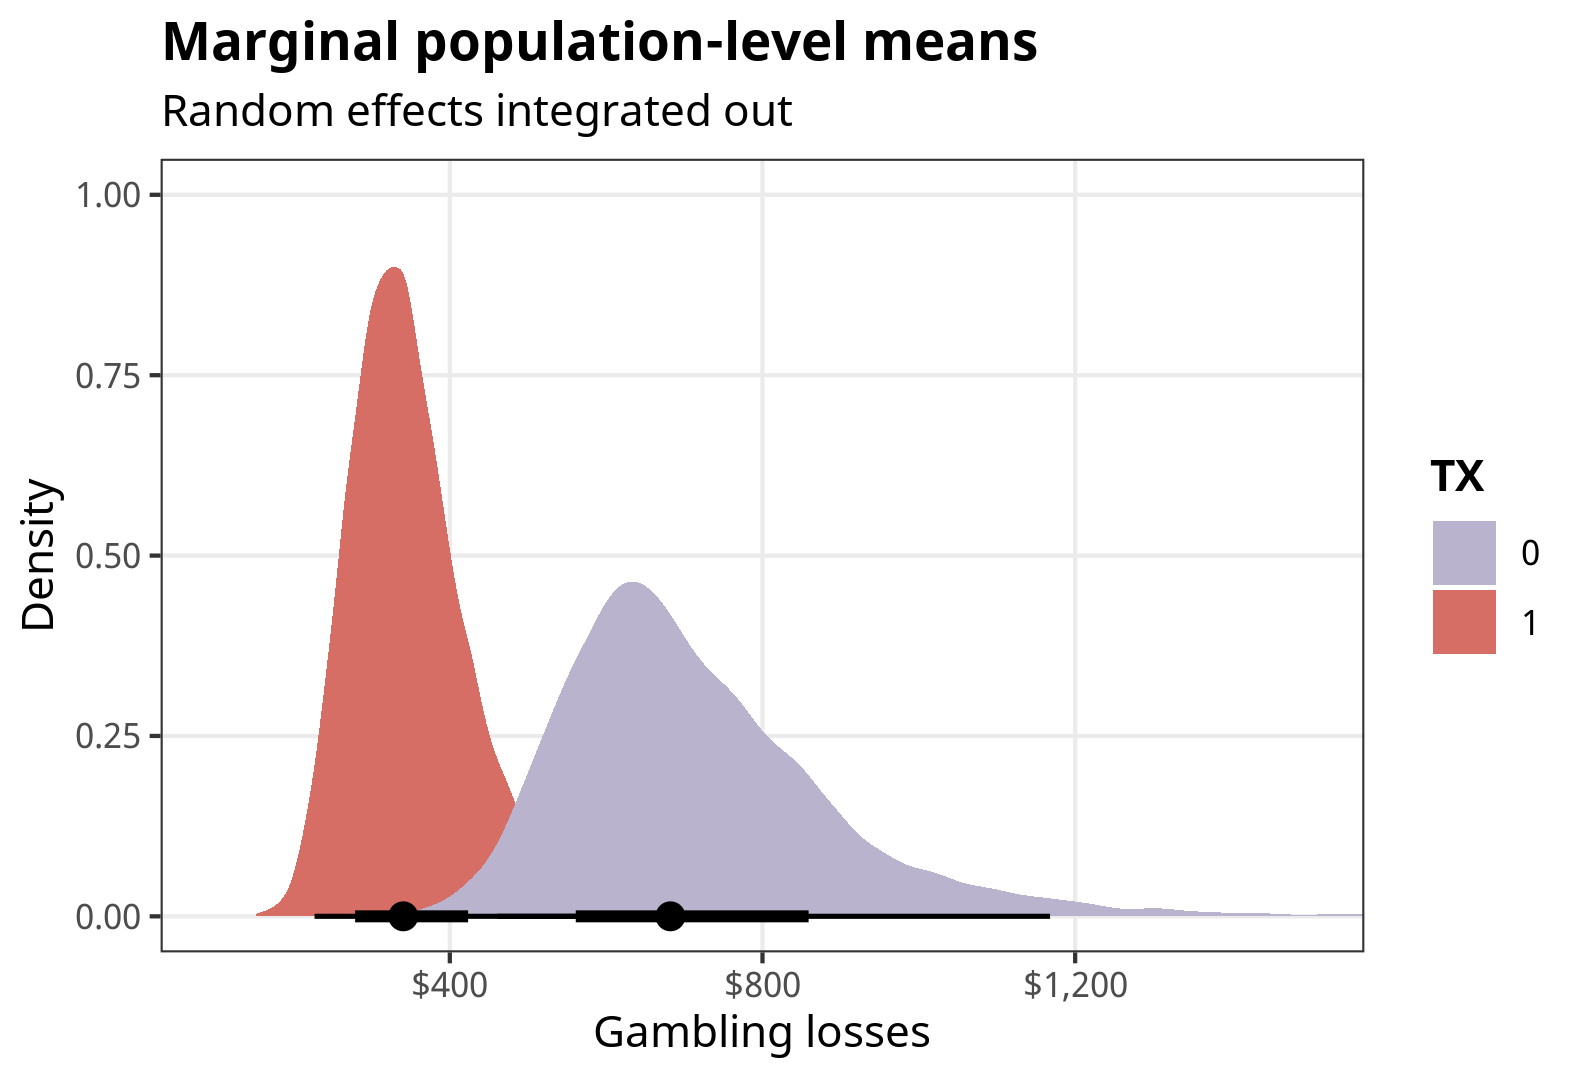 Marginal population-level means
Random effects integrated out
1.00
0.75
0.50
0.25
0.00
Density
$400
$800
$1,200
Gambling losses
TX
0
1